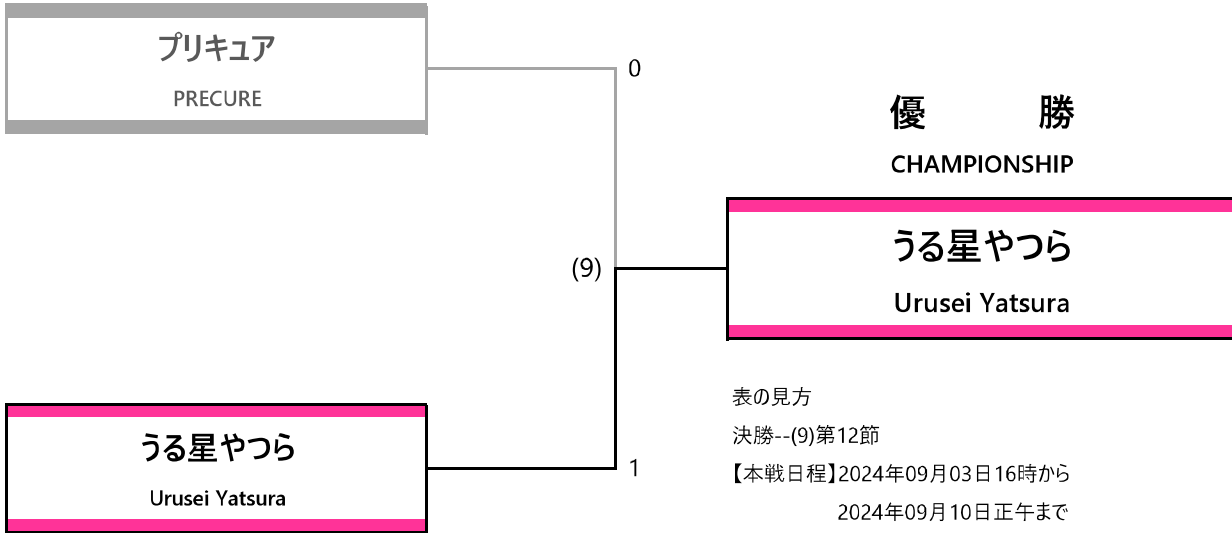 プリキュア
PRECURE
0
優 勝
CHAMPIONSHIP
うる星やつら
Urusei Yatsura
(9)
うる星やつら
Urusei Yatsura
1
表の見方
決勝--(9)第12節
【本戦日程】2024年09月03日16時から
2024年09月10日正午まで